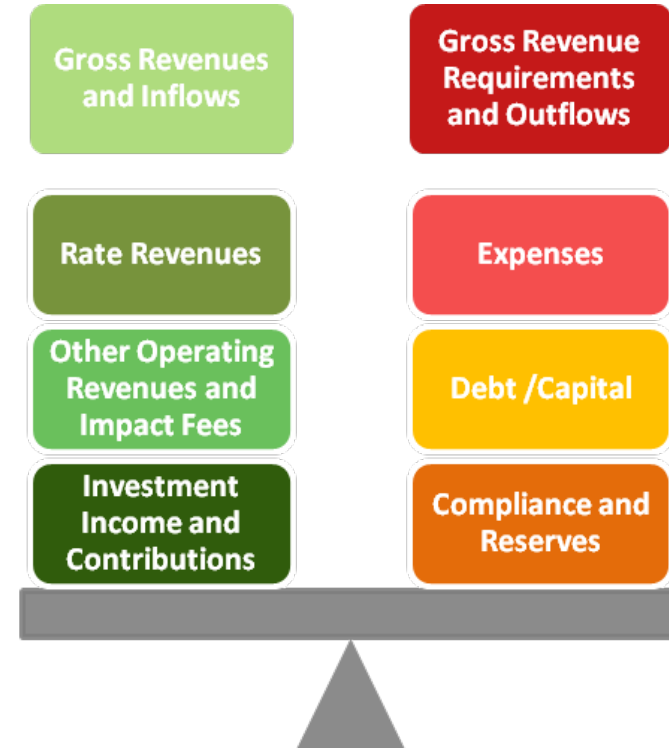 Gross Revenues
and Inflows
Gross Revenue
Requirements
and Outflows
Rate Revenues
Expenses
Other Operating
Revenues and
Impact Fees
Debt /Capital
Investment
Income and
Contributions
Compliance and
Reserves